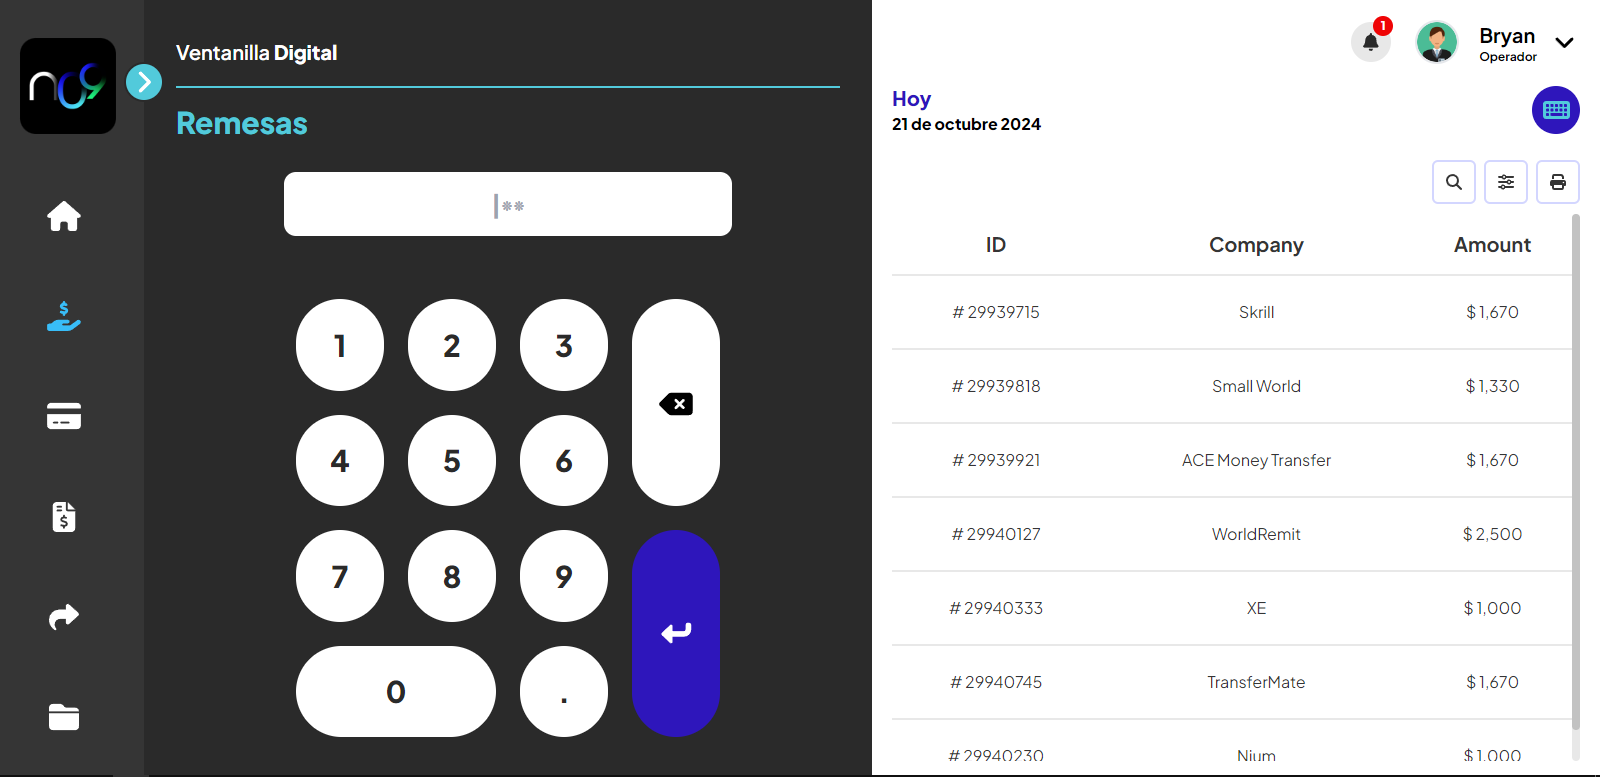 nc9
Ventanilla Digital
Remesas
|**
1 2 3
4 5 6
7 8 9
0 .
1
Bryan
Operador
Hoy
21 de octubre 2024
ID Company Amount
# 29939715 Skrill $ 1,670
# 29939818 Small World $ 1,330
# 29939921 ACE Money Transfer $ 1,670
# 29940127 WorldRemit $ 2,500
# 29940333 XE $ 1,000
# 29940745 TransferMate $ 1,670
# 29940230 Nium $ 1,000